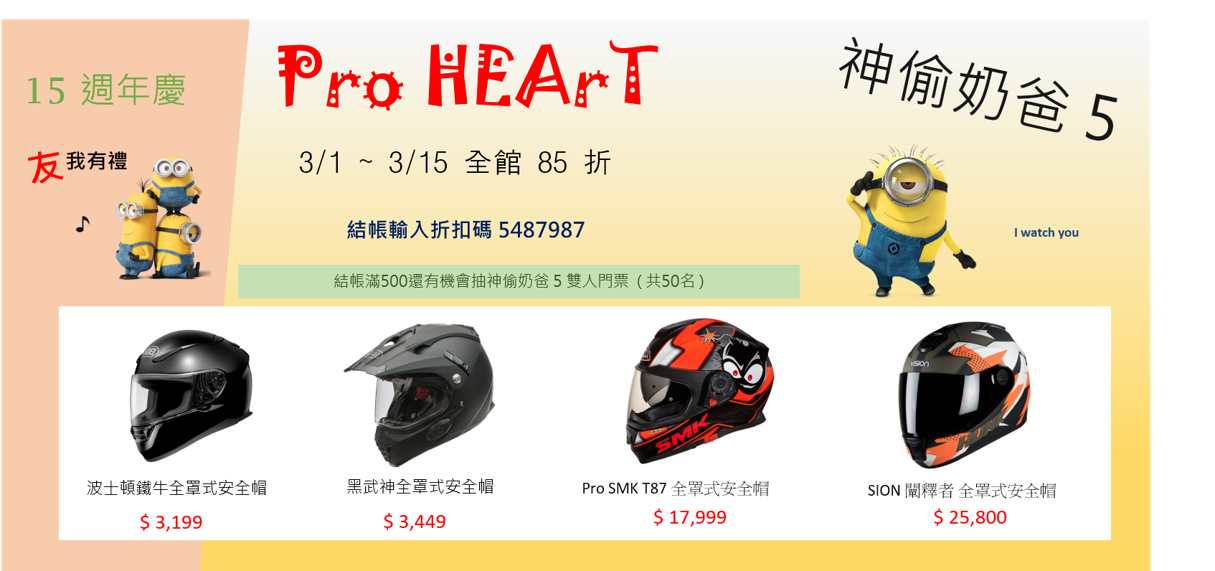 15 週年慶
Pro HEArT
神偷奶爸 5
友我有禮
3/1 ~ 3/15 全館 85 折
結帳輸入折扣碼 5487987
I watch you
結帳滿500還有機會抽神偷奶爸 5 雙人門票 ( 共50名 )
SMK
SION
波士頓鐵牛全罩式安全帽
黑武神全罩式安全帽
Pro SMK T87 全罩式安全帽
SION 闡釋者 全罩式安全帽
$ 3,199
$ 3,449
$ 17,999
$ 25,800